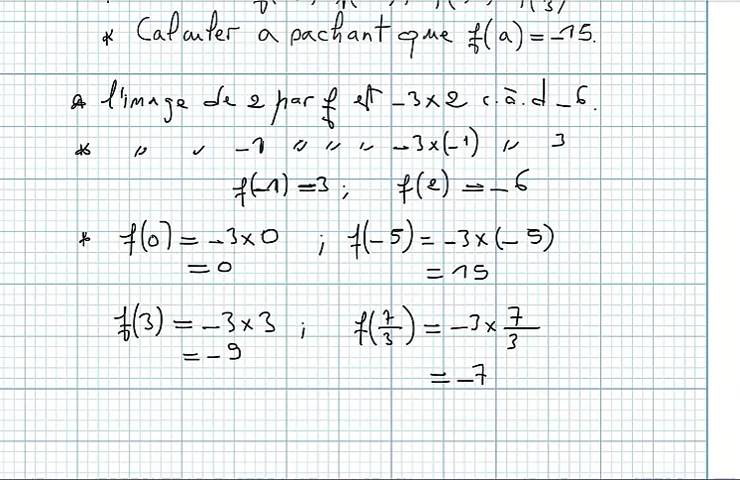 * Calculer a sachant que f(a) = -15.
* l'image de 2 par f est -3×2 c.à.d -6.
* " " -1 " " " -3×(-1) " 3
f(-1) = 3 ; f(2) = -6
* f(0) = -3×0 ; f(-5) = -3×(-5)
= 0 = 15
f(3) = -3×3 ; f(7/3) = -3×7/3
= -9
= -7